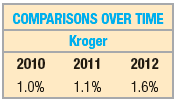 COMPARISONS OVER TIME
Kroger
2010 2011 2012
1.0% 1.1% 1.6%